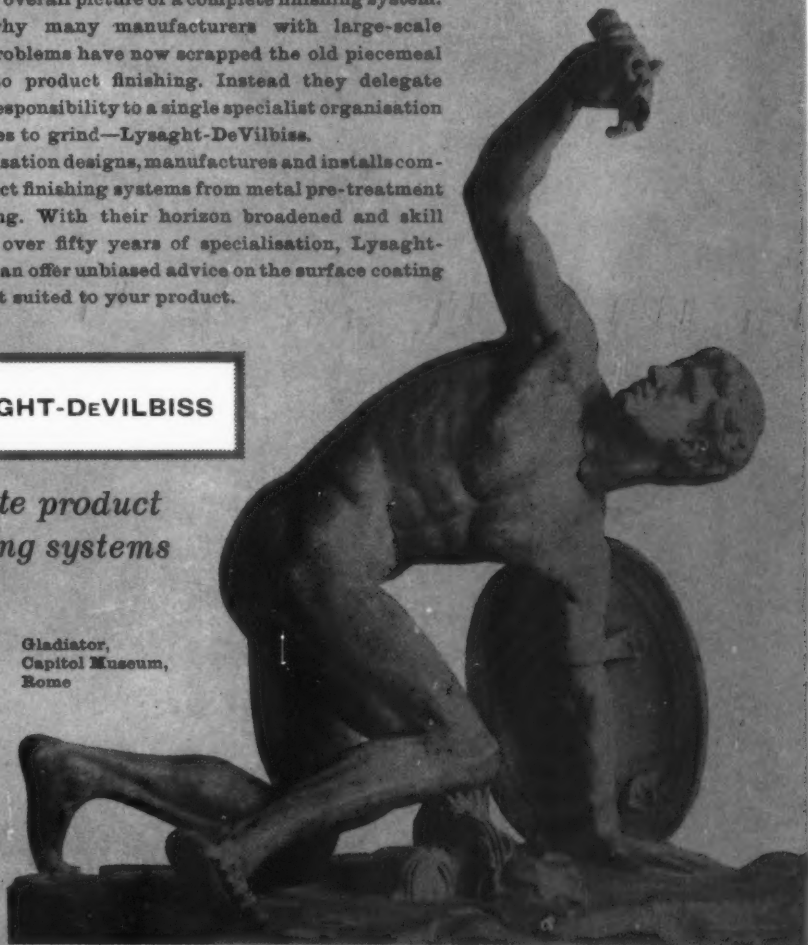 overall picture of a complete finishing system.
why many manufacturers with large-scale
problems have now scrapped the old piecemeal
to product finishing. Instead they delegate
responsibility to a single specialist organisation
es to grind—Lysaght-DeVilbiss.
sation designs, manufactures and installs com-
ct finishing systems from metal pre-treatment
ng. With their horizon broadened and skill
over fifty years of specialisation, Lysaght-
an offer unbiased advice on the surface coating
t suited to your product.
GHT-DEVILBISS
te product
ng systems
Gladiator,
Capitol Museum,
Rome